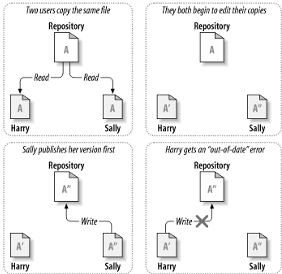 Two users copy the same file
Repository
A
Read Read
A A
Harry Sally
They both begin to edit their copies
Repository
A
A' A"
Harry Sally
Sally publishes her version first
Repository
A"
Write
A' A"
Harry Sally
Harry gets an "out-of-date" error
Repository
A"
Write
A' A"
Harry Sally